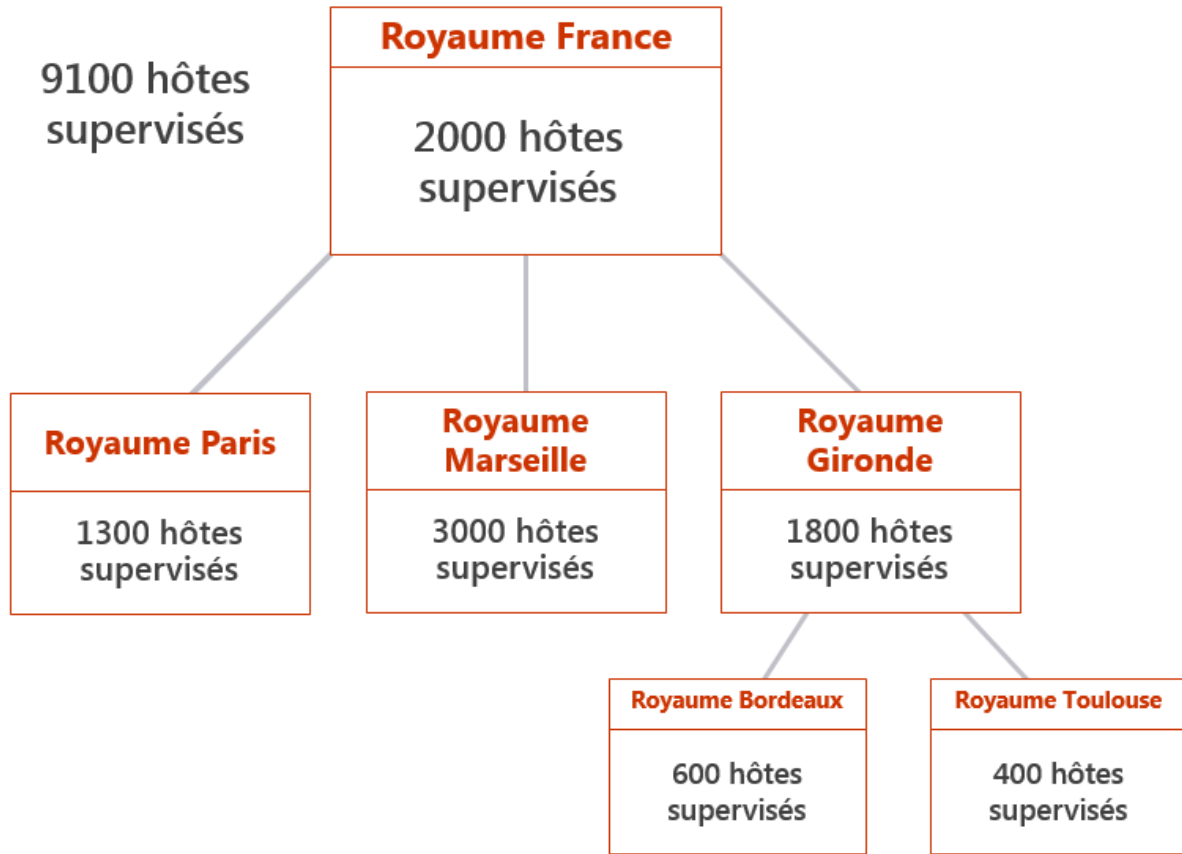 Royaume France
9100 hôtes
supervisés
2000 hôtes
supervisés
Royaume Paris
1300 hôtes
supervisés
Royaume
Marseille
3000 hôtes
supervisés
Royaume
Gironde
1800 hôtes
supervisés
Royaume Bordeaux
600 hôtes
supervisés
Royaume Toulouse
400 hôtes
supervisés